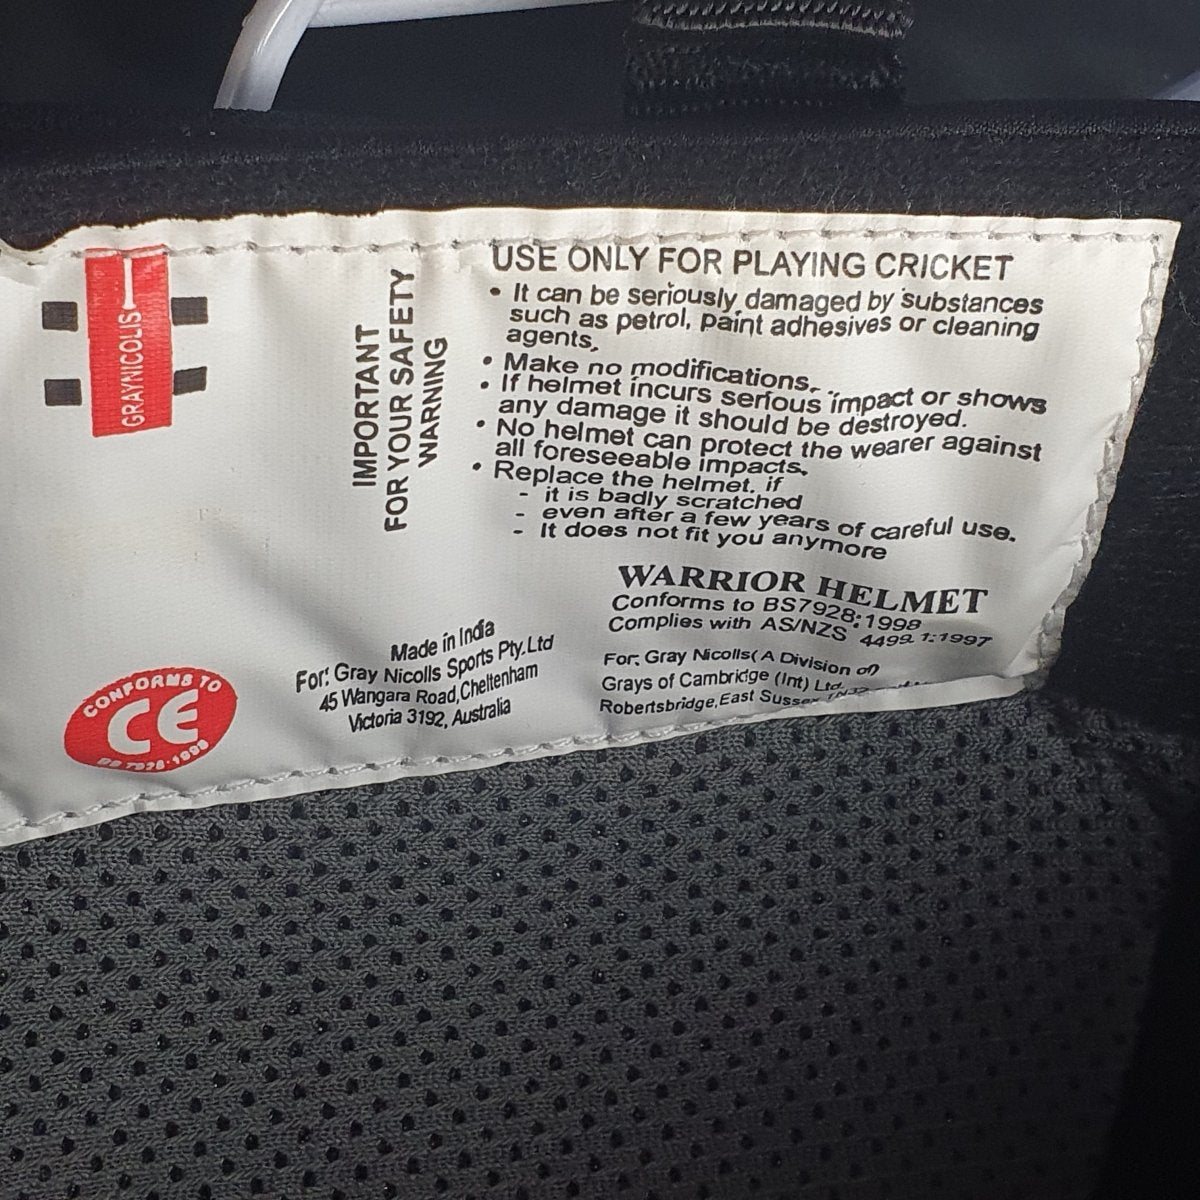 GRAYNICOLLS
IMPORTANT
FOR YOUR SAFETY
WARNING
USE ONLY FOR PLAYING CRICKET
• It can be seriously damaged by substances
such as petrol, paint adhesives or cleaning
agents,
• Make no modifications.
• If helmet incurs serious impact or shows
any damage it should be destroyed.
• No helmet can protect the wearer against
all foreseeable impacts.
• Replace the helmet. if
- it is badly scratched
- even after a few years of careful use.
- It does not fit you anymore
WARRIOR HELMET
Conforms to BS7928:1998
Complies with AS/NZS 4499.1:1997
For: Gray Nicolls( A Division of)
Grays of Cambridge (Int) Ltd
Robertsbridge, East Sussex
Made in India
For: Gray Nicolls Sports Pty. Ltd
45 Wangara Road, Cheltenham
Victoria 3192, Australia
CONFORMS TO
CE
BS 7928:1998